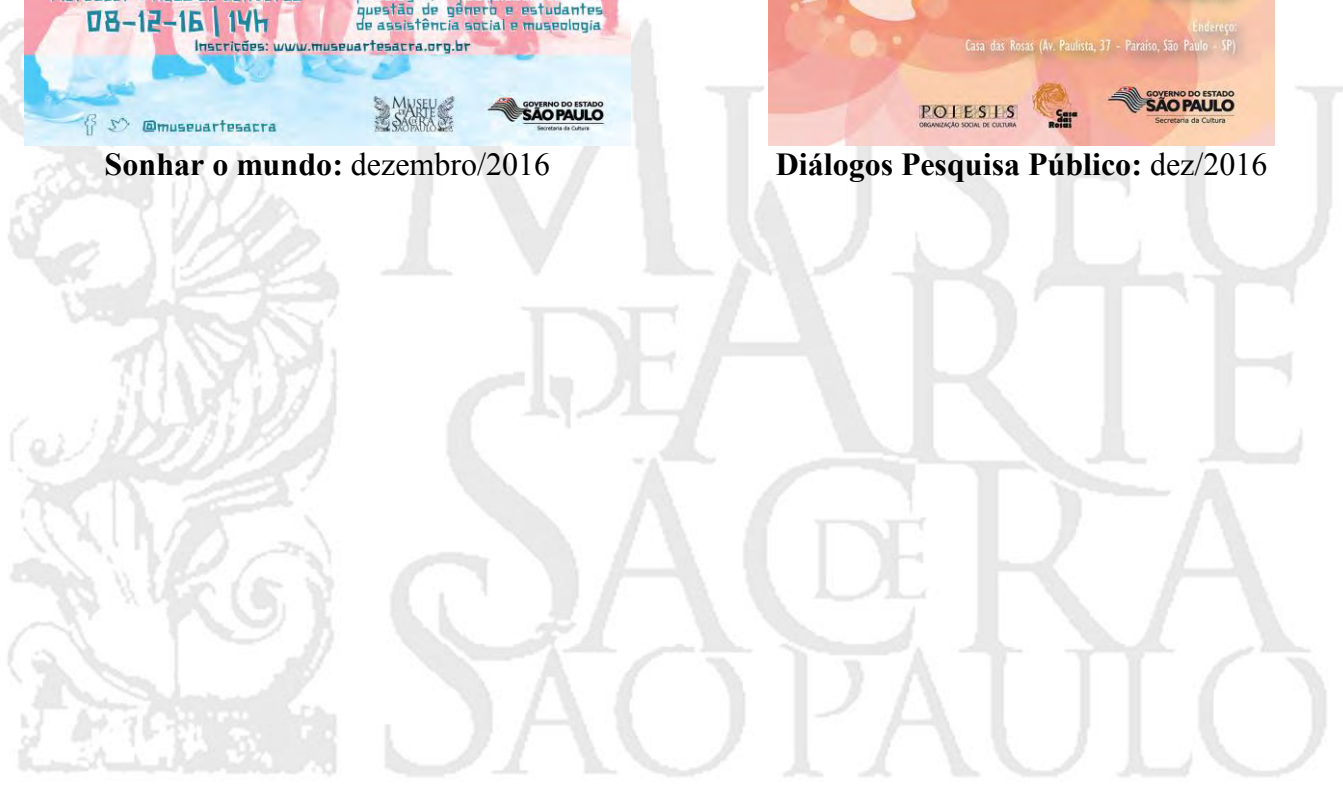 08-12-16 | 14h
questão de gênero e estudantes
de assistência social e museologia
Inscrições: www.museuartesacra.org.br
@museuartesacra
MUSEU
DE ARTE
SACRA
SÃO PAULO
GOVERNO DO ESTADO
SÃO PAULO
Secretaria da Cultura
Sonhar o mundo: dezembro/2016
Endereço:
Casa das Rosas (Av. Paulista, 37 - Paraíso, São Paulo - SP)
POIESIS
ORGANIZAÇÃO SOCIAL DE CULTURA
Casa
das
Rosas
GOVERNO DO ESTADO
SÃO PAULO
Secretaria da Cultura
Diálogos Pesquisa Público: dez/2016
MUSEU
DE ARTE
SACRA
DE
SÃO PAULO